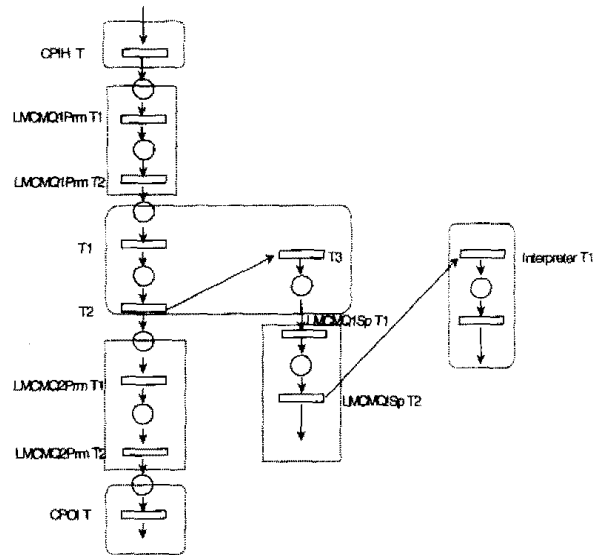 CPIH T
LMCMQ1Prm T1
LMCMQ1Prm T2
T1
T3
Interpreter T1
T2
LMCMQ1Sp T1
LMCMQ2Prm T1
LMCMQ1Sp T2
LMCMQ2Prm T2
CPOI T